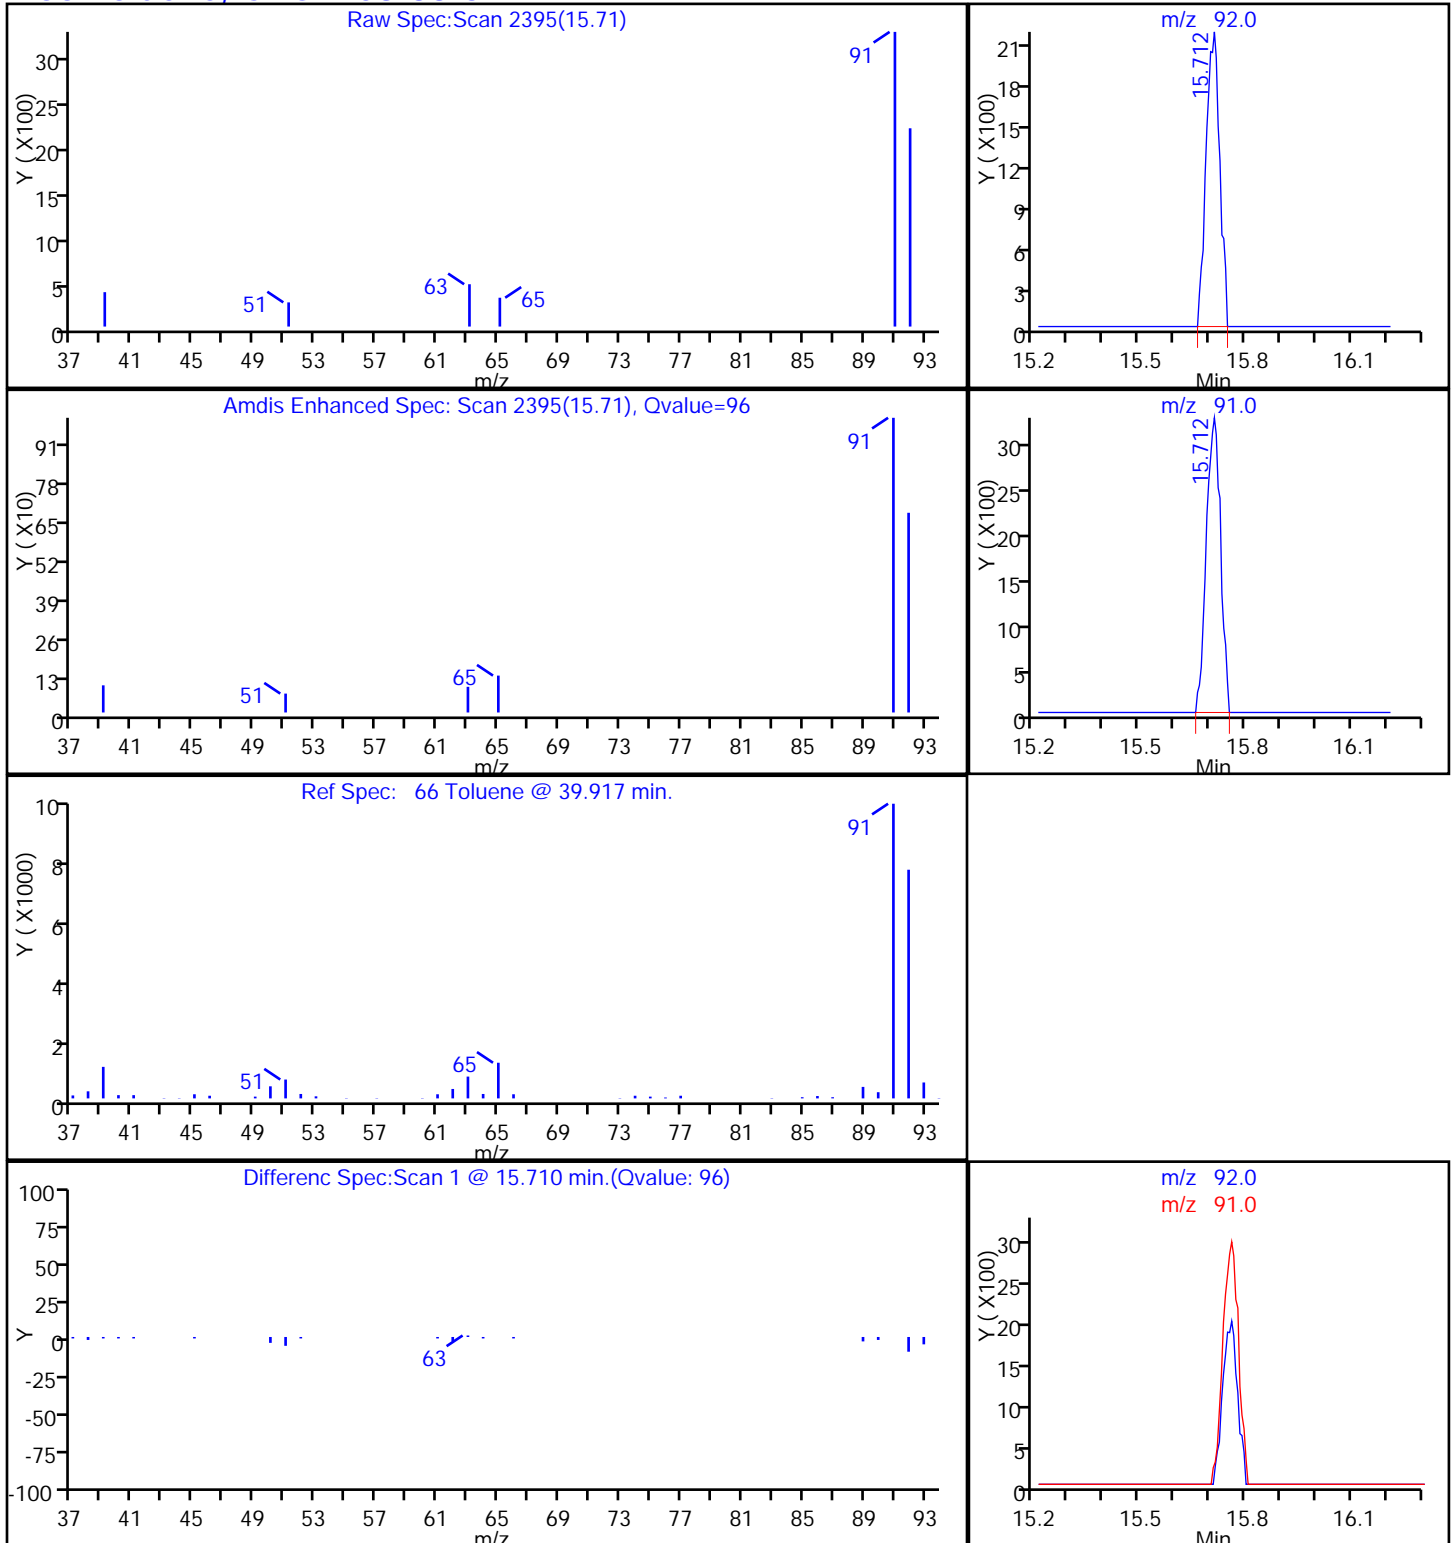 Raw Spec:Scan 2395(15.71)
Y ( X100)
30
25
20
15
10
5
0
91
63
65
51
37 41 45 49 53 57 61 65 69 73 77 81 85 89 93
m/z
m/z 92.0
Y ( X100)
21
18
15
12
9
6
3
0
15.712
15.2 15.5 15.8 16.1
Min
Amdis Enhanced Spec: Scan 2395(15.71), Qvalue=96
Y ( X10)
91
78
65
52
39
26
13
0
91
65
51
37 41 45 49 53 57 61 65 69 73 77 81 85 89 93
m/z
m/z 91.0
Y ( X100)
30
25
20
15
10
5
0
15.712
15.2 15.5 15.8 16.1
Min
Ref Spec: 66 Toluene @ 39.917 min.
Y ( X1000)
10
8
6
4
2
0
91
65
51
37 41 45 49 53 57 61 65 69 73 77 81 85 89 93
m/z
Differenc Spec:Scan 1 @ 15.710 min.(Qvalue: 96)
Y
100
75
50
25
0
-25
-50
-75
-100
63
37 41 45 49 53 57 61 65 69 73 77 81 85 89 93
m/z
m/z 92.0
m/z 91.0
Y ( X100)
30
25
20
15
10
5
0
15.2 15.5 15.8 16.1
Min